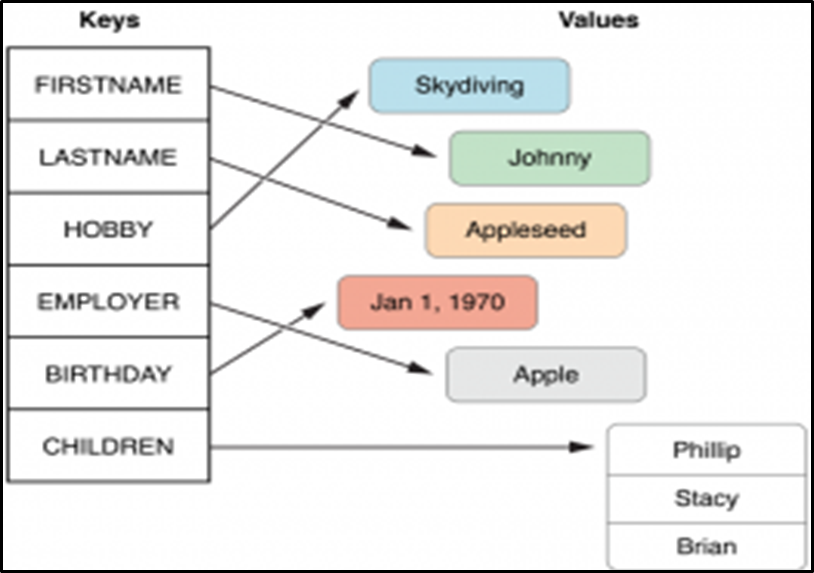 Keys Values
FIRSTNAME Skydiving
LASTNAME Johnny
HOBBY Appleseed
EMPLOYER Jan 1, 1970
BIRTHDAY Apple
CHILDREN Phillip
Stacy
Brian